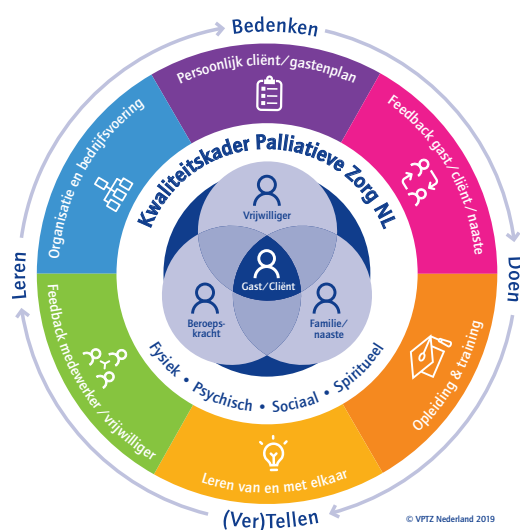 Bedenken
Persoonlijk cliënt/gastenplan
Feedback gast/cliënt/naaste
Organisatie en bedrijfsvoering
Kwaliteitskader Palliatieve Zorg NL
Vrijwilliger
Leren
Doen
Gast/Cliënt
Beroeps-
kracht
Familie/
naaste
Feedback medewerker/vrijwilliger
Opleiding & training
Fysiek • Psychisch • Sociaal • Spiritueel
Leren van en met elkaar
(Ver)Tellen
© VPTZ Nederland 2019